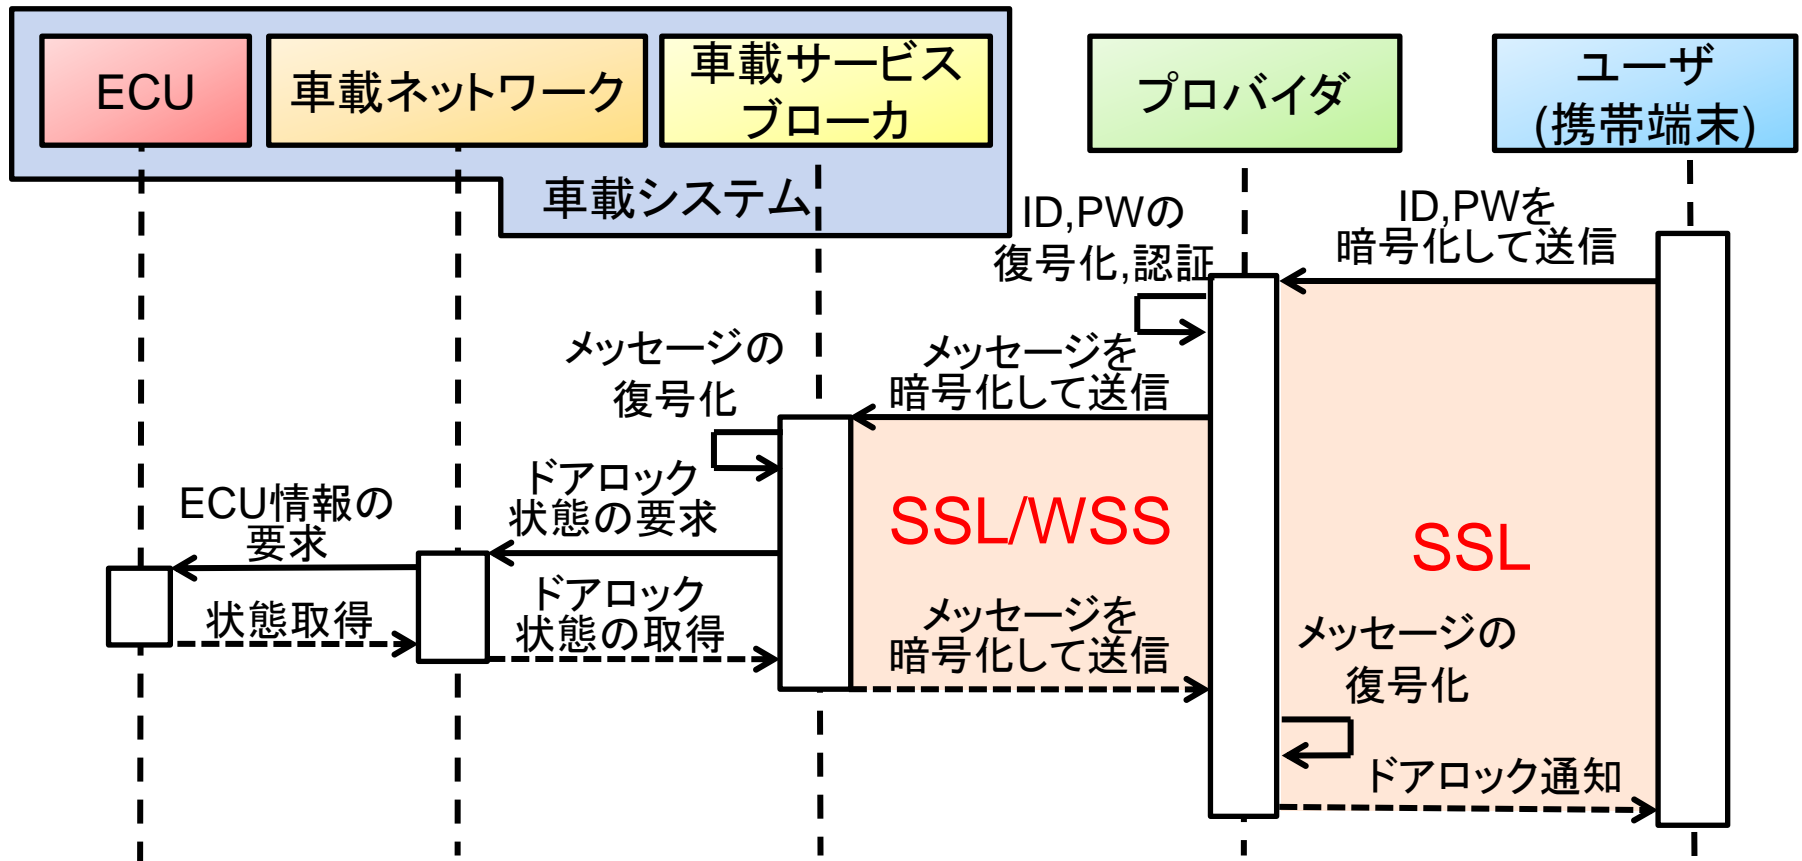 ECU
車載ネットワーク
車載サービス
ブローカ
プロバイダ
ユーザ
(携帯端末)
車載システム
ID,PWの
復号化,認証
ID,PWを
暗号化して送信
メッセージの
復号化
メッセージを
暗号化して送信
ドアロック
状態の要求
ECU情報の
要求
SSL/WSS
SSL
状態取得
ドアロック
状態の取得
メッセージを
暗号化して送信
メッセージの
復号化
ドアロック通知